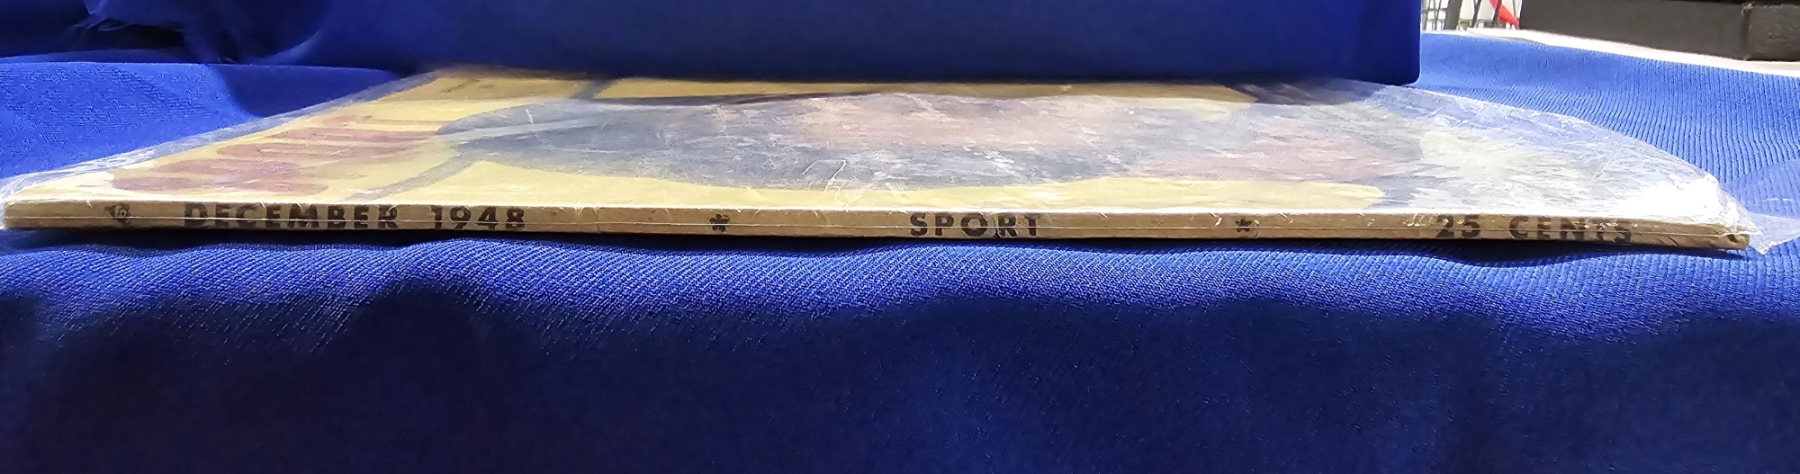 DECEMBER 1948 * SPORT * 25 CENTS